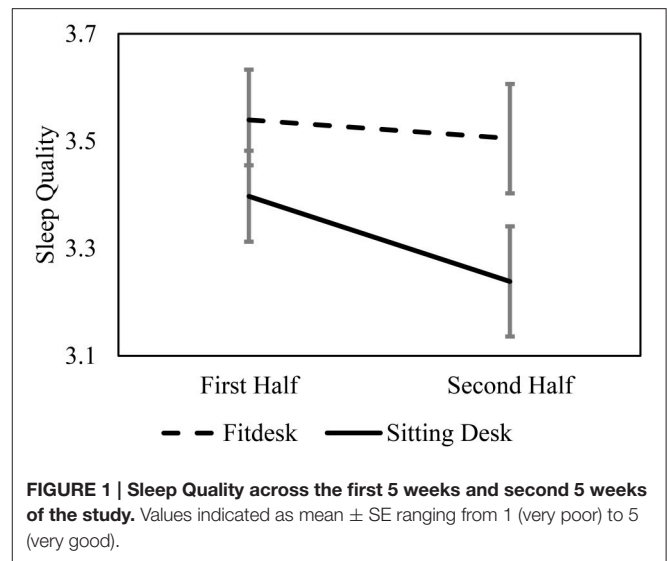 3.7
3.5
3.3
3.1
Sleep Quality
First Half Second Half
Fitdesk Sitting Desk
FIGURE 1 | Sleep Quality across the first 5 weeks and second 5 weeks
of the study. Values indicated as mean ± SE ranging from 1 (very poor) to 5
(very good).